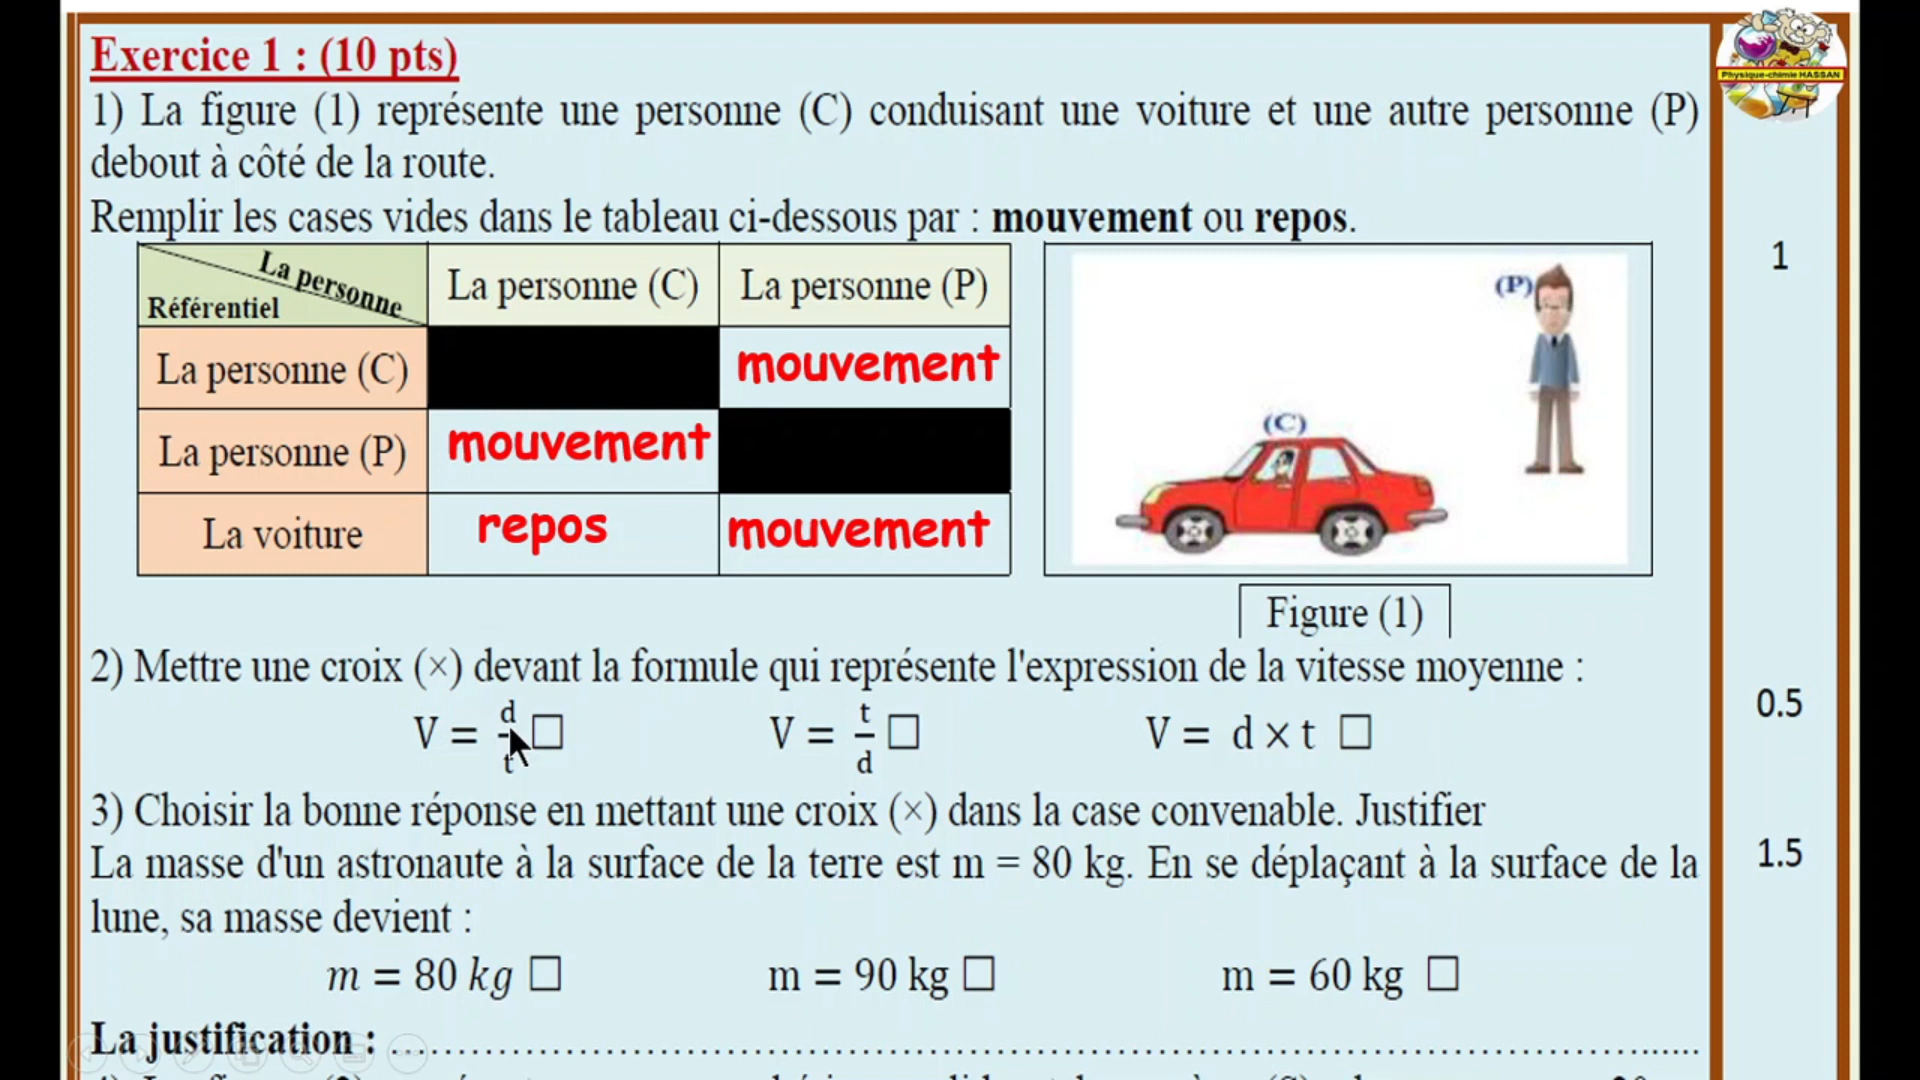 Exercice 1 : (10 pts)
Physique-chimie HASSAN
1) La figure (1) représente une personne (C) conduisant une voiture et une autre personne (P)
debout à côté de la route.
Remplir les cases vides dans le tableau ci-dessous par : mouvement ou repos.
1
La personne
Référentiel
La personne (C)
La personne (P)
La personne (C)
mouvement
La personne (P)
mouvement
La voiture
repos
mouvement
(P)
(C)
Figure (1)
2) Mettre une croix (×) devant la formule qui représente l'expression de la vitesse moyenne :
0.5
V = d/t □ V = t/d □ V = d × t □
3) Choisir la bonne réponse en mettant une croix (×) dans la case convenable. Justifier
1.5
La masse d'un astronaute à la surface de la terre est m = 80 kg. En se déplaçant à la surface de la
lune, sa masse devient :
m = 80 kg □ m = 90 kg □ m = 60 kg □
La justification : ......................................................